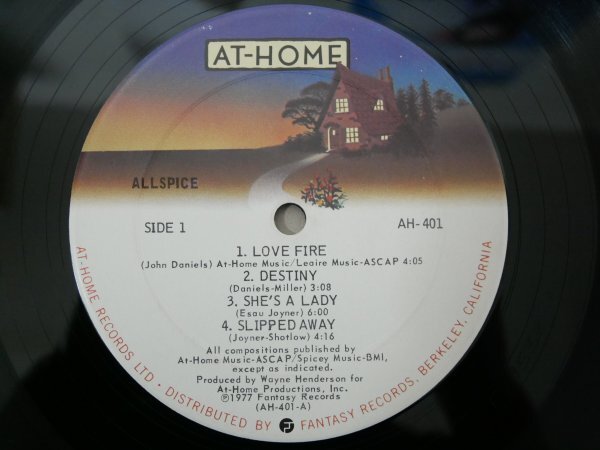 AT-HOME
ALLSPICE
SIDE 1
AH-401
1. LOVE FIRE
(John Daniels) At-Home Music/Leaire Music-ASCAP 4:05
2. DESTINY
(Daniels-Miller) 3:08
3. SHE'S A LADY
(Esau Joyner) 6:00
4. SLIPPED AWAY
(Joyner-Shotlow) 4:16
All compositions published by
At-Home Music-ASCAP/Spicey Music-BMI,
except as indicated.
Produced by Wayne Henderson for
At-Home Productions, Inc.
℗1977 Fantasy Records
(AH-401-A)
AT-HOME RECORDS LTD • DISTRIBUTED BY F FANTASY RECORDS, BERKELEY, CALIFORNIA